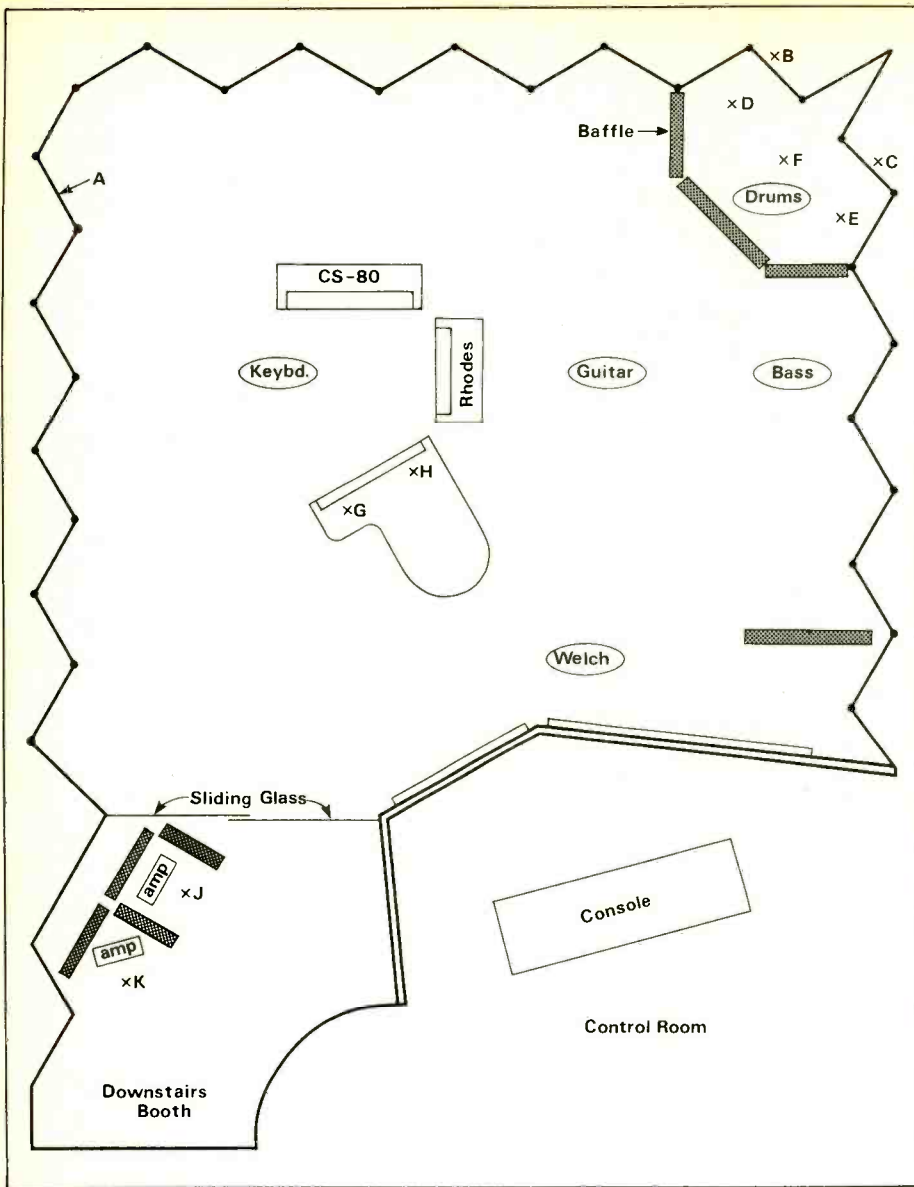 ×B
×D
Baffle
A
×F
×C
Drums
×E
CS-80
Rhodes
Keybd.
Guitar
Bass
×H
×G
Welch
Sliding Glass
amp
×J
amp
×K
Console
Control Room
Downstairs
Booth